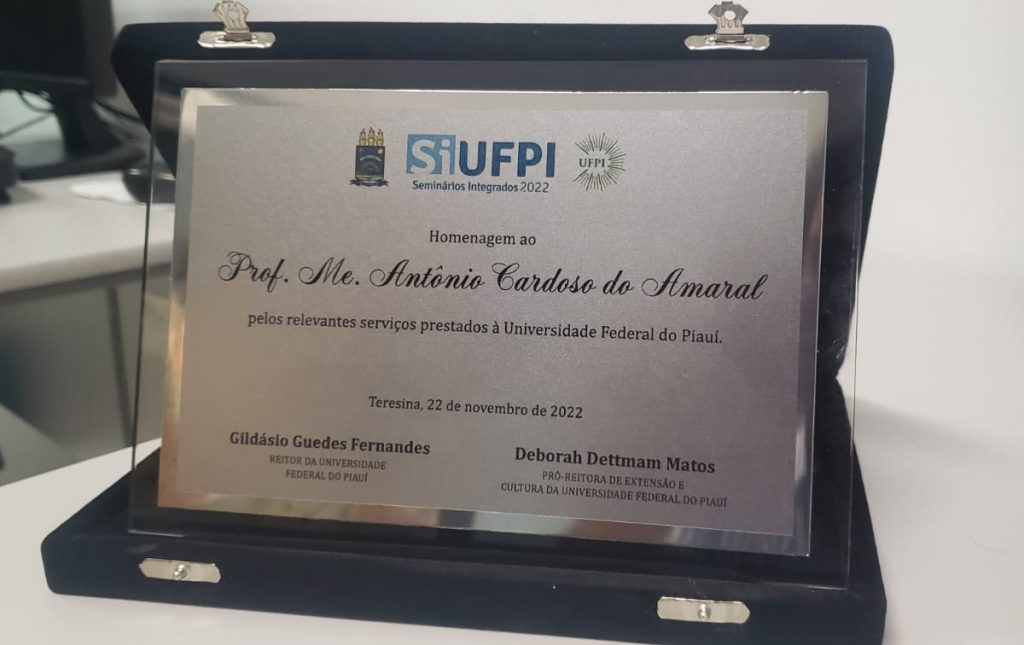 SiUFPI
Seminários Integrados 2022
UFPI
Homenagem ao
Prof. Me. Antônio Cardoso do Amaral
pelos relevantes serviços prestados à Universidade Federal do Piauí.
Teresina, 22 de novembro de 2022
Gildásio Guedes Fernandes
REITOR DA UNIVERSIDADE
FEDERAL DO PIAUÍ
Deborah Dettmam Matos
PRÓ-REITORA DE EXTENSÃO E
CULTURA DA UNIVERSIDADE FEDERAL DO PIAUÍ